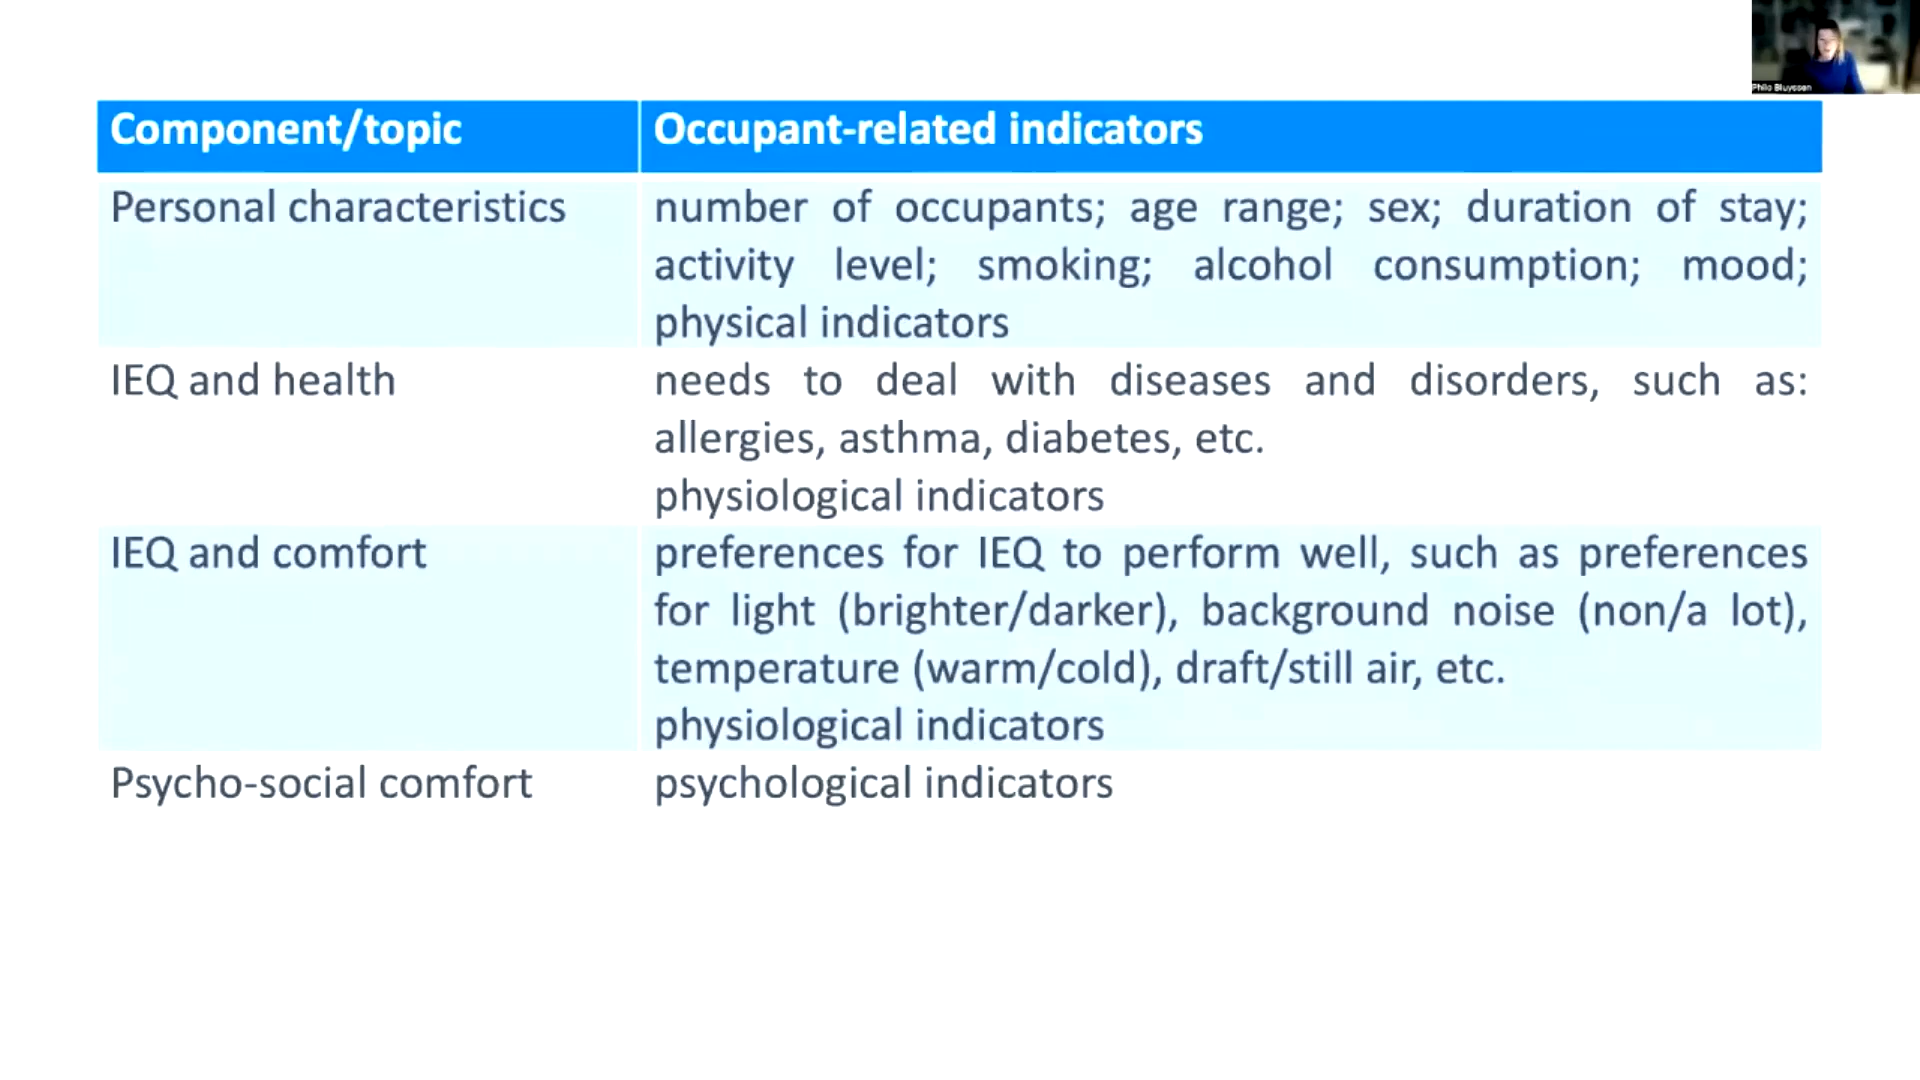 Philo Bluyssen
Component/topic
Occupant-related indicators
Personal characteristics
number of occupants; age range; sex; duration of stay;
activity level; smoking; alcohol consumption; mood;
physical indicators
IEQ and health
needs to deal with diseases and disorders, such as:
allergies, asthma, diabetes, etc.
physiological indicators
IEQ and comfort
preferences for IEQ to perform well, such as preferences
for light (brighter/darker), background noise (non/a lot),
temperature (warm/cold), draft/still air, etc.
physiological indicators
Psycho-social comfort
psychological indicators